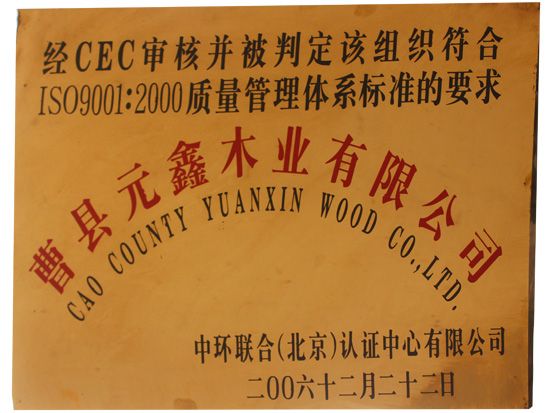 经CEC审核并被判定该组织符合
ISO9001:2000质量管理体系标准的要求
曹县元鑫木业有限公司
CAO COUNTY YUANXIN WOOD CO.,LTD.
中环联合(北京)认证中心有限公司
二00六十二月二十二日